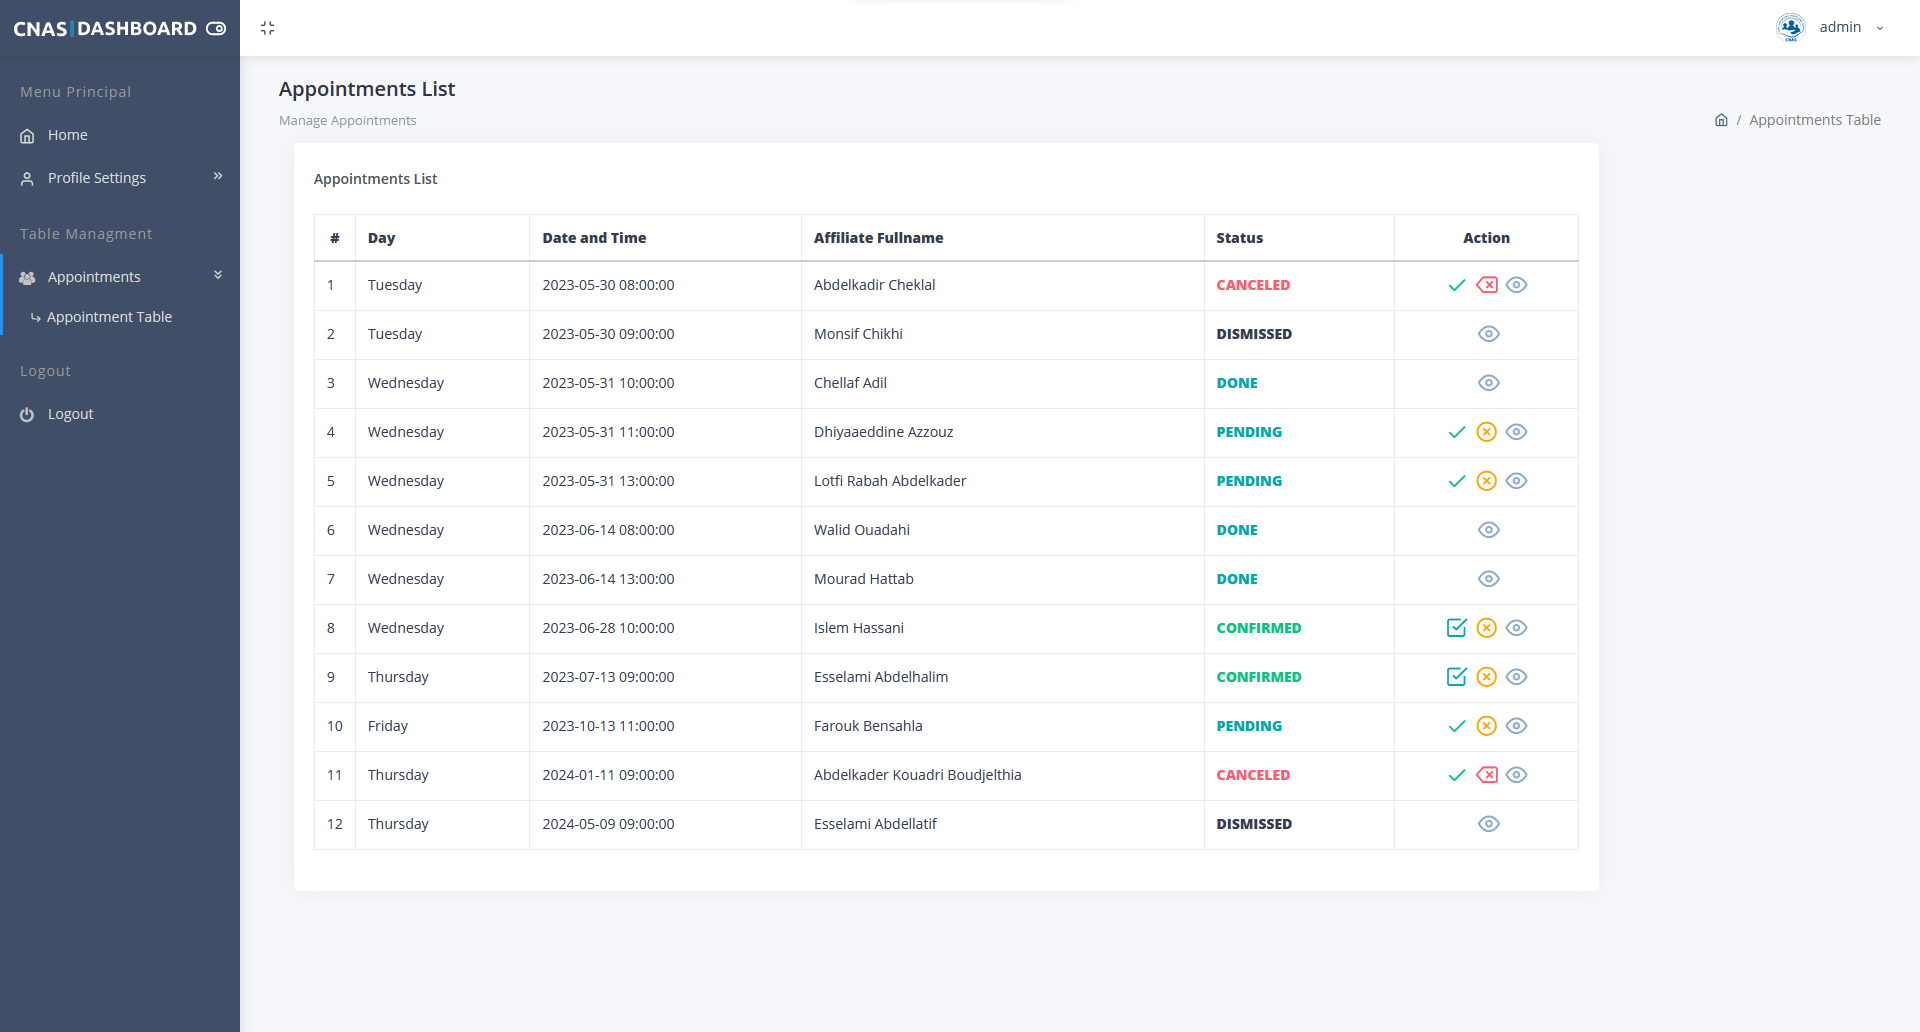 CNAS|DASHBOARD
admin
Menu Principal
Home
Profile Settings
Table Managment
Appointments
Appointment Table
Logout
Logout
Appointments List
Manage Appointments
/ Appointments Table
Appointments List
# Day Date and Time Affiliate Fullname Status Action
1 Tuesday 2023-05-30 08:00:00 Abdelkadir Cheklal CANCELED
2 Tuesday 2023-05-30 09:00:00 Monsif Chikhi DISMISSED
3 Wednesday 2023-05-31 10:00:00 Chellaf Adil DONE
4 Wednesday 2023-05-31 11:00:00 Dhiyaaeddine Azzouz PENDING
5 Wednesday 2023-05-31 13:00:00 Lotfi Rabah Abdelkader PENDING
6 Wednesday 2023-06-14 08:00:00 Walid Ouadahi DONE
7 Wednesday 2023-06-14 13:00:00 Mourad Hattab DONE
8 Wednesday 2023-06-28 10:00:00 Islem Hassani CONFIRMED
9 Thursday 2023-07-13 09:00:00 Esselami Abdelhalim CONFIRMED
10 Friday 2023-10-13 11:00:00 Farouk Bensahla PENDING
11 Thursday 2024-01-11 09:00:00 Abdelkader Kouadri Boudjelthia CANCELED
12 Thursday 2024-05-09 09:00:00 Esselami Abdellatif DISMISSED